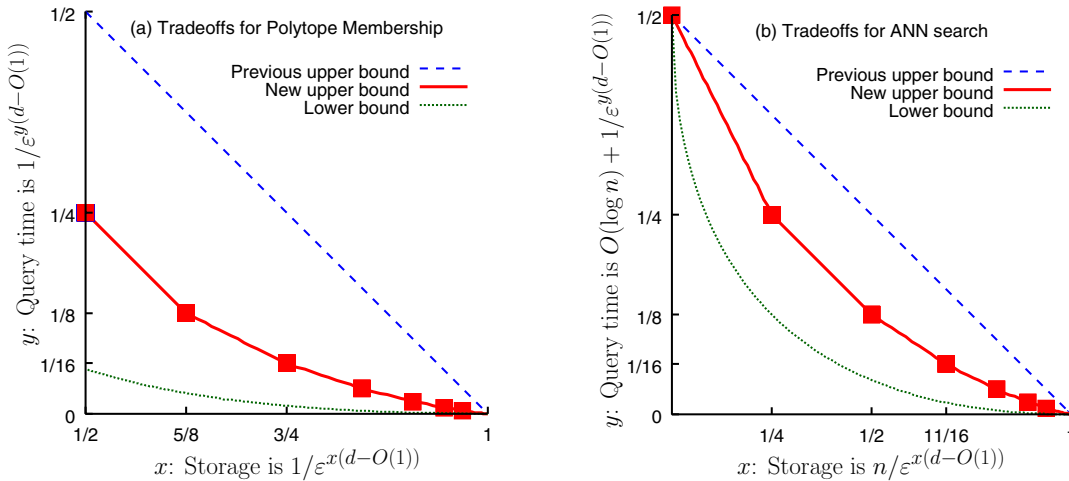 (a) Tradeoffs for Polytope Membership
Previous upper bound
New upper bound
Lower bound
y: Query time is 1/ε^{y(d−O(1))}
1/2
1/4
1/8
1/16
0
1/2
5/8
3/4
1
x: Storage is 1/ε^{x(d−O(1))}
(b) Tradeoffs for ANN search
Previous upper bound
New upper bound
Lower bound
y: Query time is O(log n) + 1/ε^{y(d−O(1))}
1/2
1/4
1/8
1/16
0
1/4
1/2
11/16
1
x: Storage is n/ε^{x(d−O(1))}